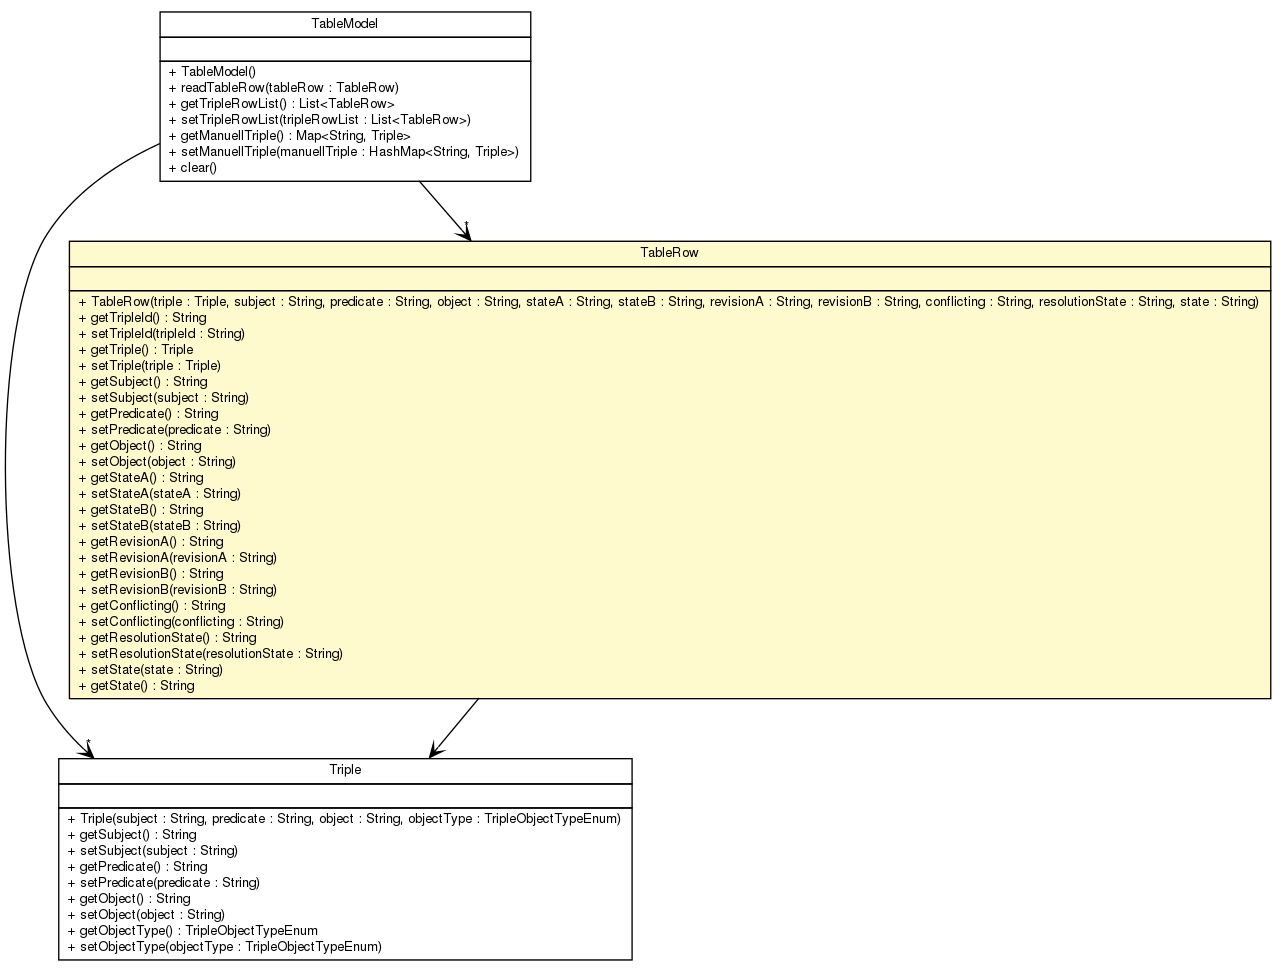 TableModel
+ TableModel()
+ readTableRow(tableRow : TableRow)
+ getTripleRowList() : List<TableRow>
+ setTripleRowList(tripleRowList : List<TableRow>)
+ getManuellTriple() : Map<String, Triple>
+ setManuellTriple(manuellTriple : HashMap<String, Triple>)
+ clear()
*
TableRow
+ TableRow(triple : Triple, subject : String, predicate : String, object : String, stateA : String, stateB : String, revisionA : String, revisionB : String, conflicting : String, resolutionState : String, state : String)
+ getTripleId() : String
+ setTripleId(tripleId : String)
+ getTriple() : Triple
+ setTriple(triple : Triple)
+ getSubject() : String
+ setSubject(subject : String)
+ getPredicate() : String
+ setPredicate(predicate : String)
+ getObject() : String
+ setObject(object : String)
+ getStateA() : String
+ setStateA(stateA : String)
+ getStateB() : String
+ setStateB(stateB : String)
+ getRevisionA() : String
+ setRevisionA(revisionA : String)
+ getRevisionB() : String
+ setRevisionB(revisionB : String)
+ getConflicting() : String
+ setConflicting(conflicting : String)
+ getResolutionState() : String
+ setResolutionState(resolutionState : String)
+ setState(state : String)
+ getState() : String
*
Triple
+ Triple(subject : String, predicate : String, object : String, objectType : TripleObjectTypeEnum)
+ getSubject() : String
+ setSubject(subject : String)
+ getPredicate() : String
+ setPredicate(predicate : String)
+ getObject() : String
+ setObject(object : String)
+ getObjectType() : TripleObjectTypeEnum
+ setObjectType(objectType : TripleObjectTypeEnum)